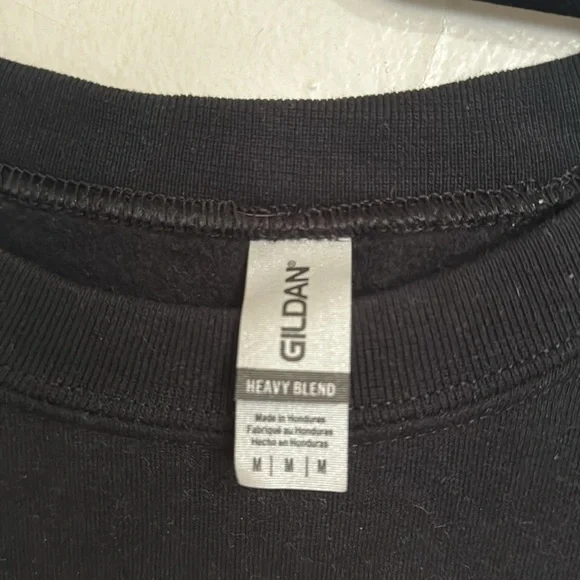 GILDAN®
HEAVY BLEND
Made in Honduras
Fabriqué au Honduras
Hecho en Honduras
M | M | M